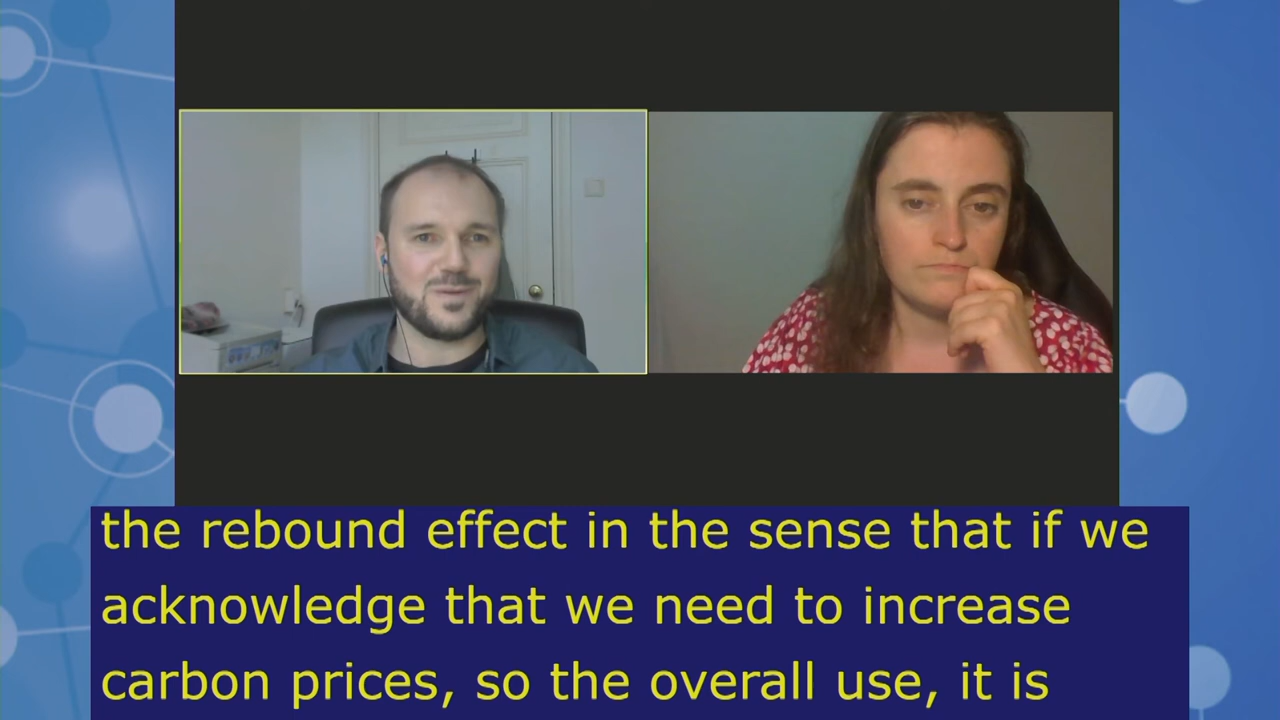 the rebound effect in the sense that if we
acknowledge that we need to increase
carbon prices, so the overall use, it is